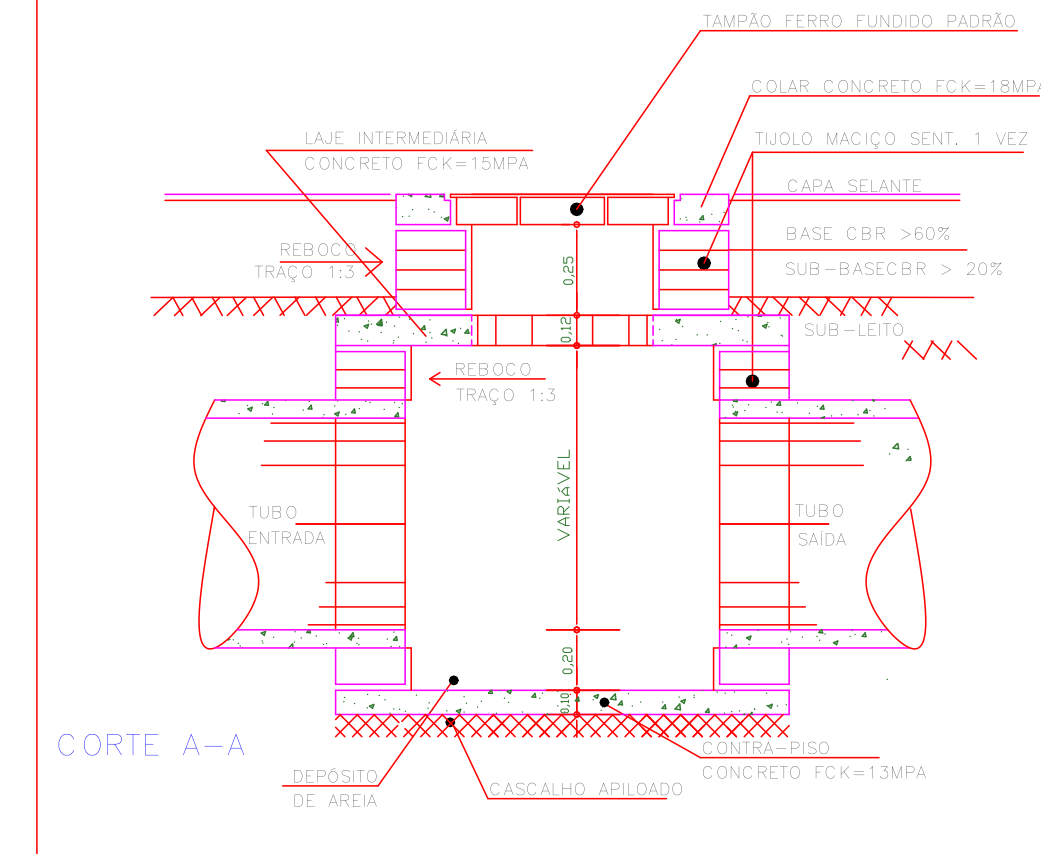 TAMPÃO FERRO FUNDIDO PADRÃO
COLAR CONCRETO FCK=18MPA
LAJE INTERMEDIÁRIA
CONCRETO FCK=15MPA
TIJOLO MACIÇO SENT. 1 VEZ
CAPA SELANTE
BASE CBR >60%
REBOCO
TRAÇO 1:3
SUB-BASECBR > 20%
0,25
0,12
SUB-LEITO
REBOCO
TRAÇO 1:3
VARIÁVEL
TUBO
ENTRADA
TUBO
SAÍDA
0,20
0,10
CORTE A-A
CONTRA-PISO
CONCRETO FCK=13MPA
DEPÓSITO
DE AREIA
CASCALHO APILOADO